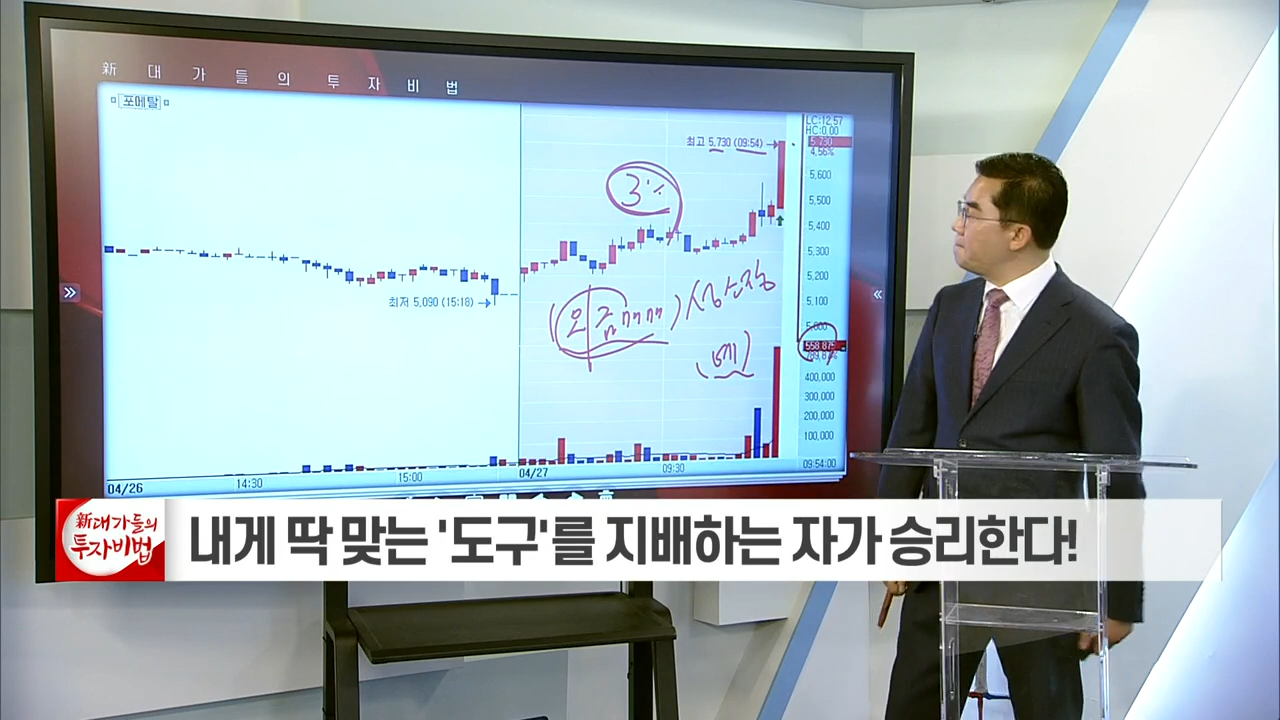 新 대가들의 투자비법
포메탈
LC:12.57
HC:0.00
최고 5,730 (09:54)
5,730
4.56%
5,600
5,500
5,400
5,300
5,200
5,100
5,000
3%
최저 5,090 (15:18)
558,875
400,000
300,000
200,000
100,000
04/26
14:30
15:00
04/27
09:30
09:54:00
新 대가들의
투자비법
내게 딱 맞는 '도구'를 지배하는 자가 승리한다!